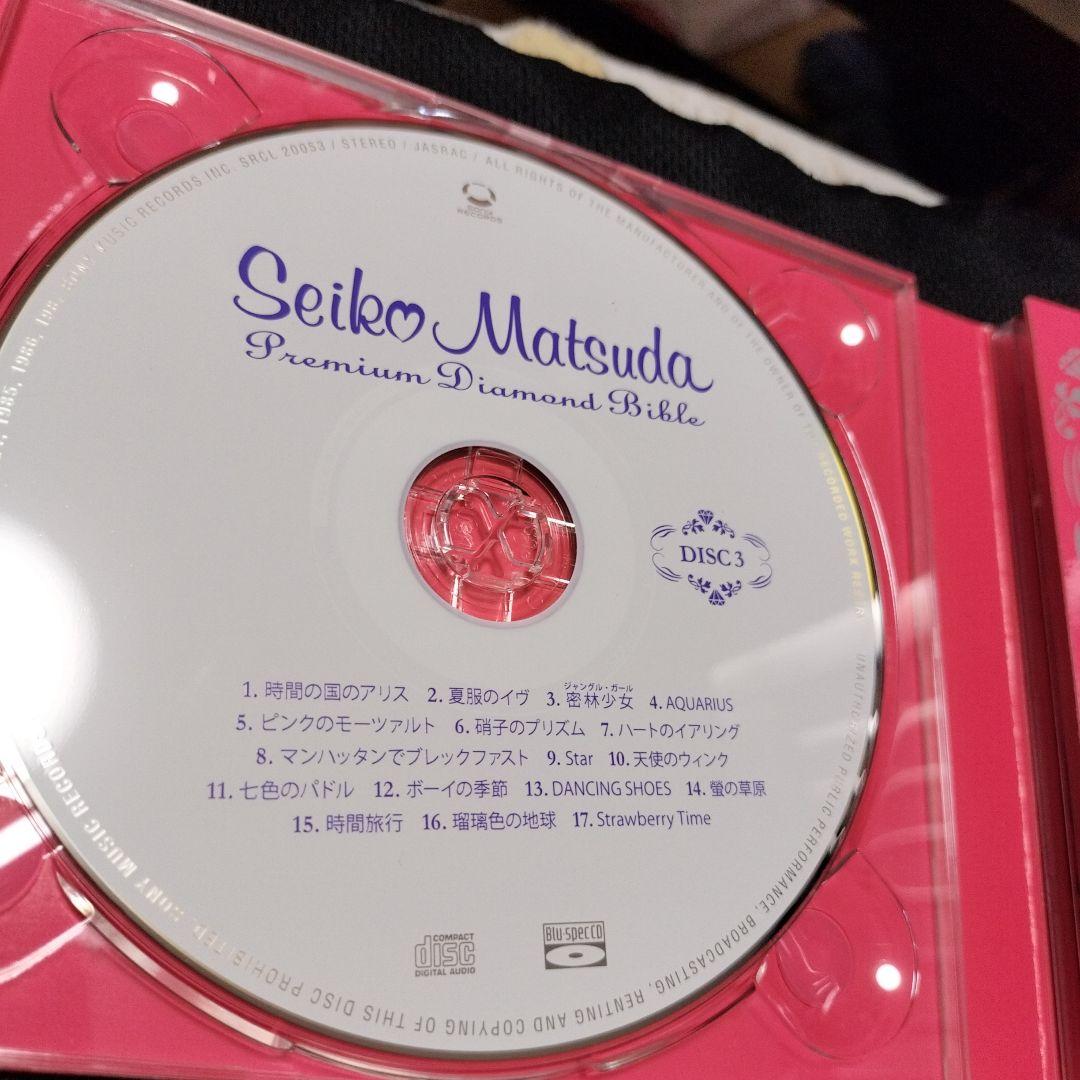 SONY MUSIC RECORDS INC. SRCL 20053 / STEREO / JASRAC / ALL RIGHTS OF THE MANUFACTURER AND OF THE OWNER OF THE RECORDED WORK
UNAUTHORIZED PUBLIC PERFORMANCE, BROADCASTING, RENTING AND COPYING OF THIS DISC PROHIBITED. SONY MUSIC RECORDS
1985, 1986,
RECORDS
Seiko Matsuda
Premium Diamond Bible
DISC 3
ジャングル・ガール
1. 時間の国のアリス 2. 夏服のイヴ 3. 密林少女 4. AQUARIUS
5. ピンクのモーツァルト 6. 硝子のプリズム 7. ハートのイアリング
8. マンハッタンでブレックファスト 9. Star 10. 天使のウィンク
11. 七色のパドル 12. ボーイの季節 13. DANCING SHOES 14. 螢の草原
15. 時間旅行 16. 瑠璃色の地球 17. Strawberry Time
COMPACT
disc
DIGITAL AUDIO
Blu-spec CD